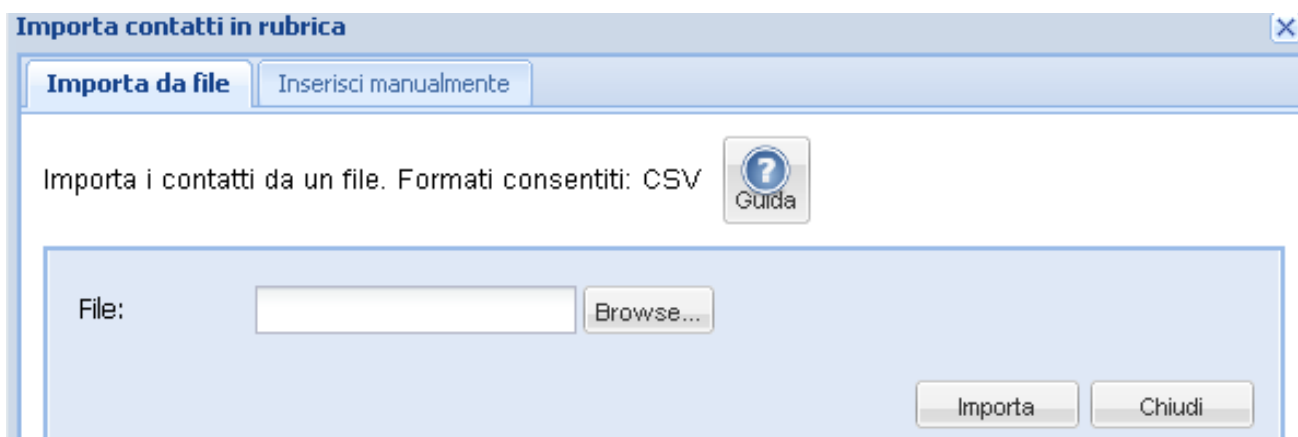 Importa contatti in rubrica
Importa da file Inserisci manualmente
Importa i contatti da un file. Formati consentiti: CSV
Guida
File: Browse...
Importa Chiudi